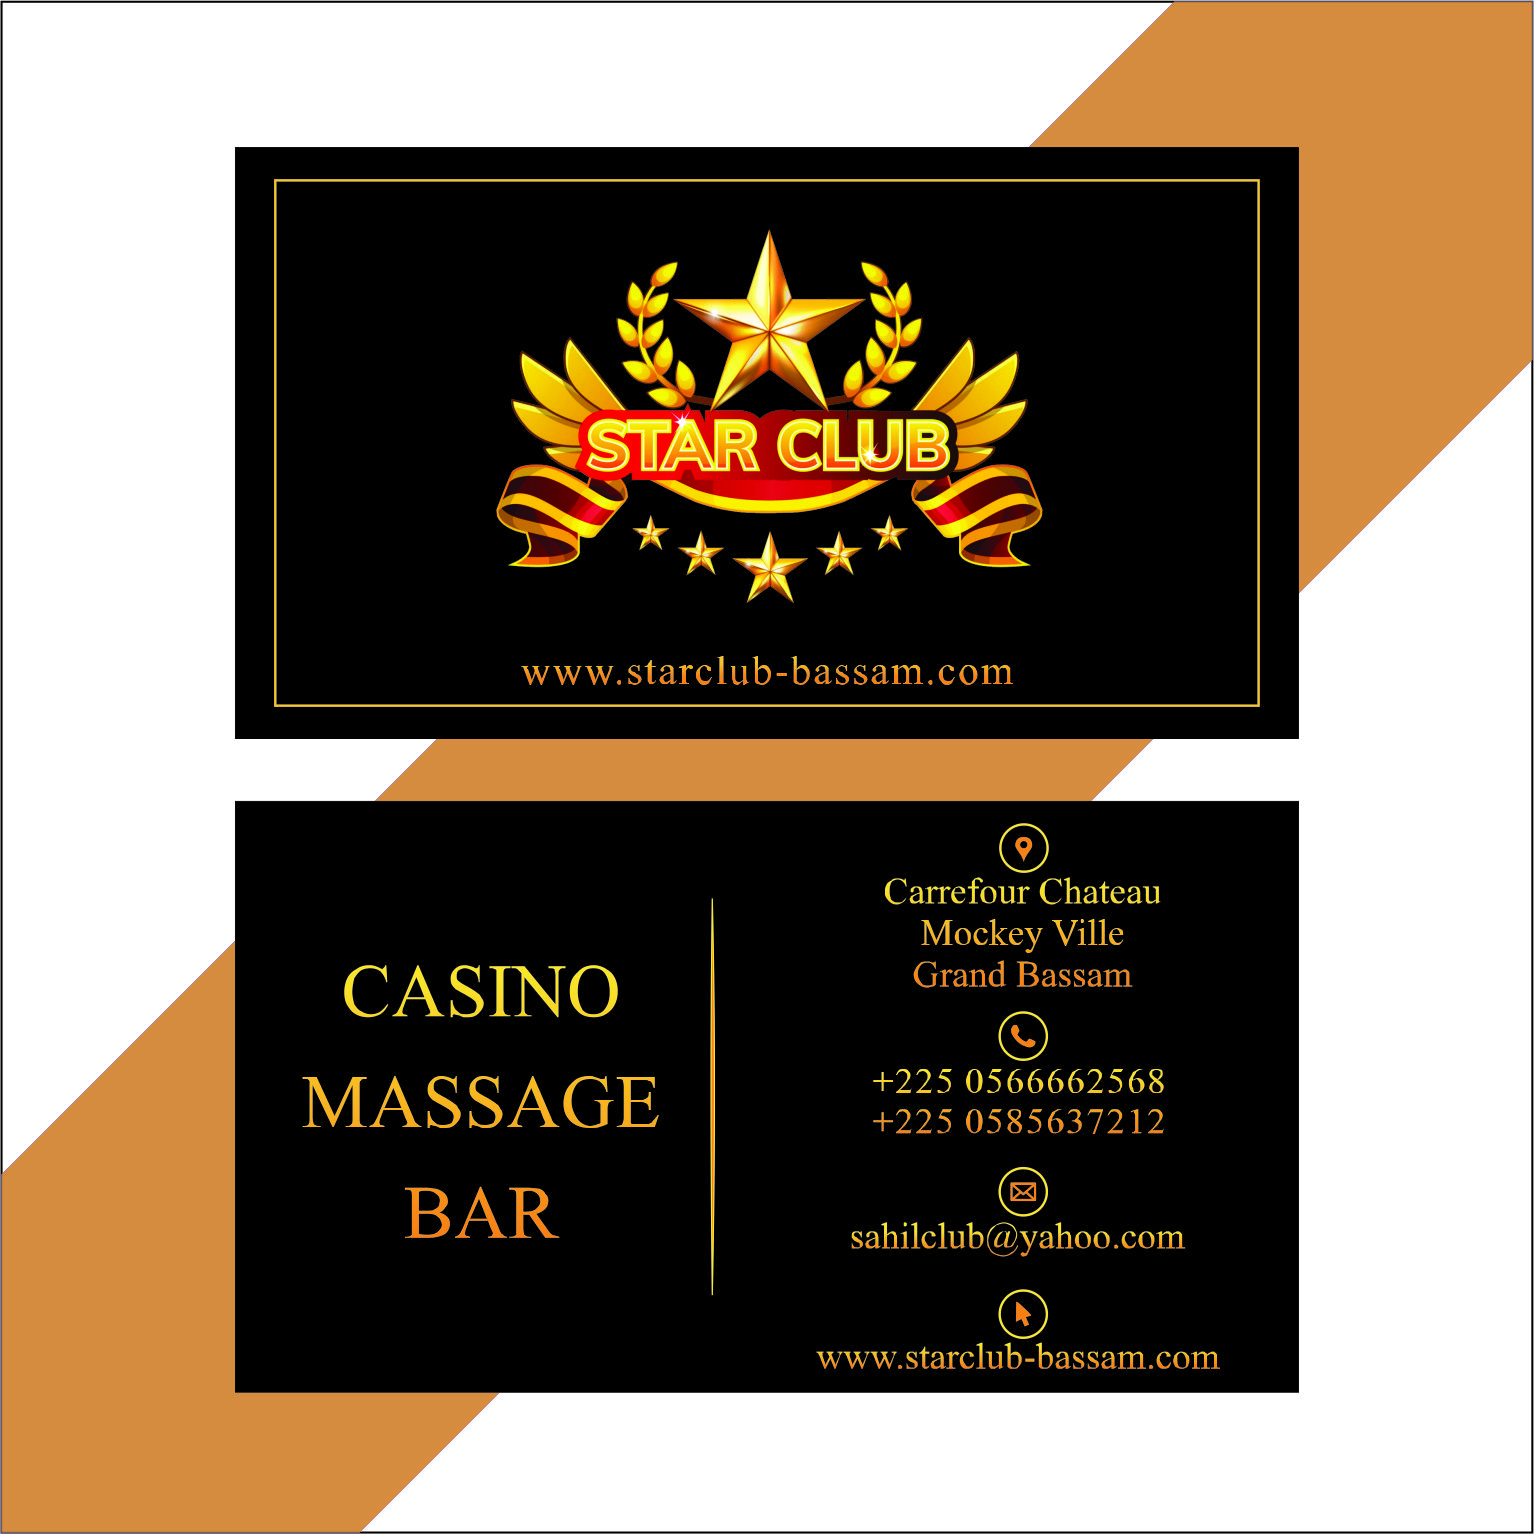 STAR CLUB
www.starclub-bassam.com
CASINO
MASSAGE
BAR
Carrefour Chateau
Mockey Ville
Grand Bassam
+225 0566662568
+225 0585637212
sahilclub@yahoo.com
www.starclub-bassam.com